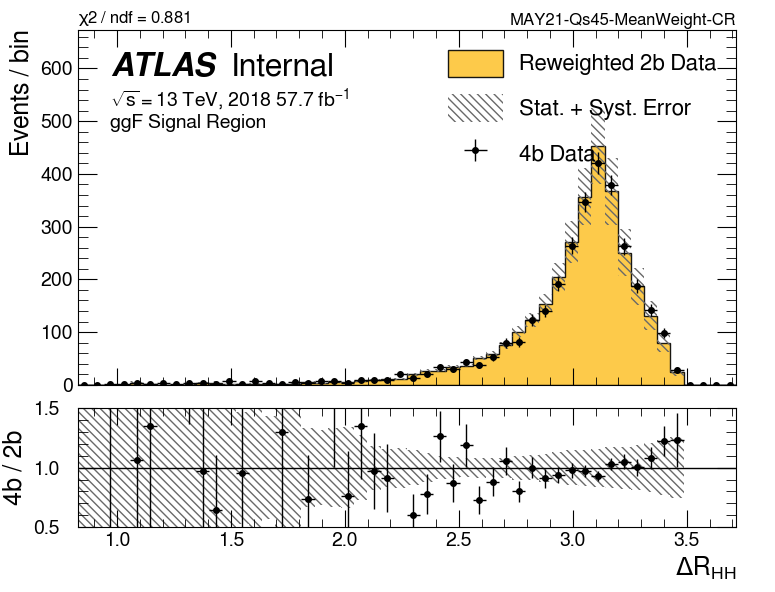 χ2 / ndf = 0.881
MAY21-Qs45-MeanWeight-CR
Events / bin
600
500
400
300
200
100
0
ATLAS Internal
√s = 13 TeV, 2018 57.7 fb⁻¹
ggF Signal Region
Reweighted 2b Data
Stat. + Syst. Error
4b Data
4b / 2b
1.5
1.0
0.5
1.0 1.5 2.0 2.5 3.0 3.5
ΔR_HH